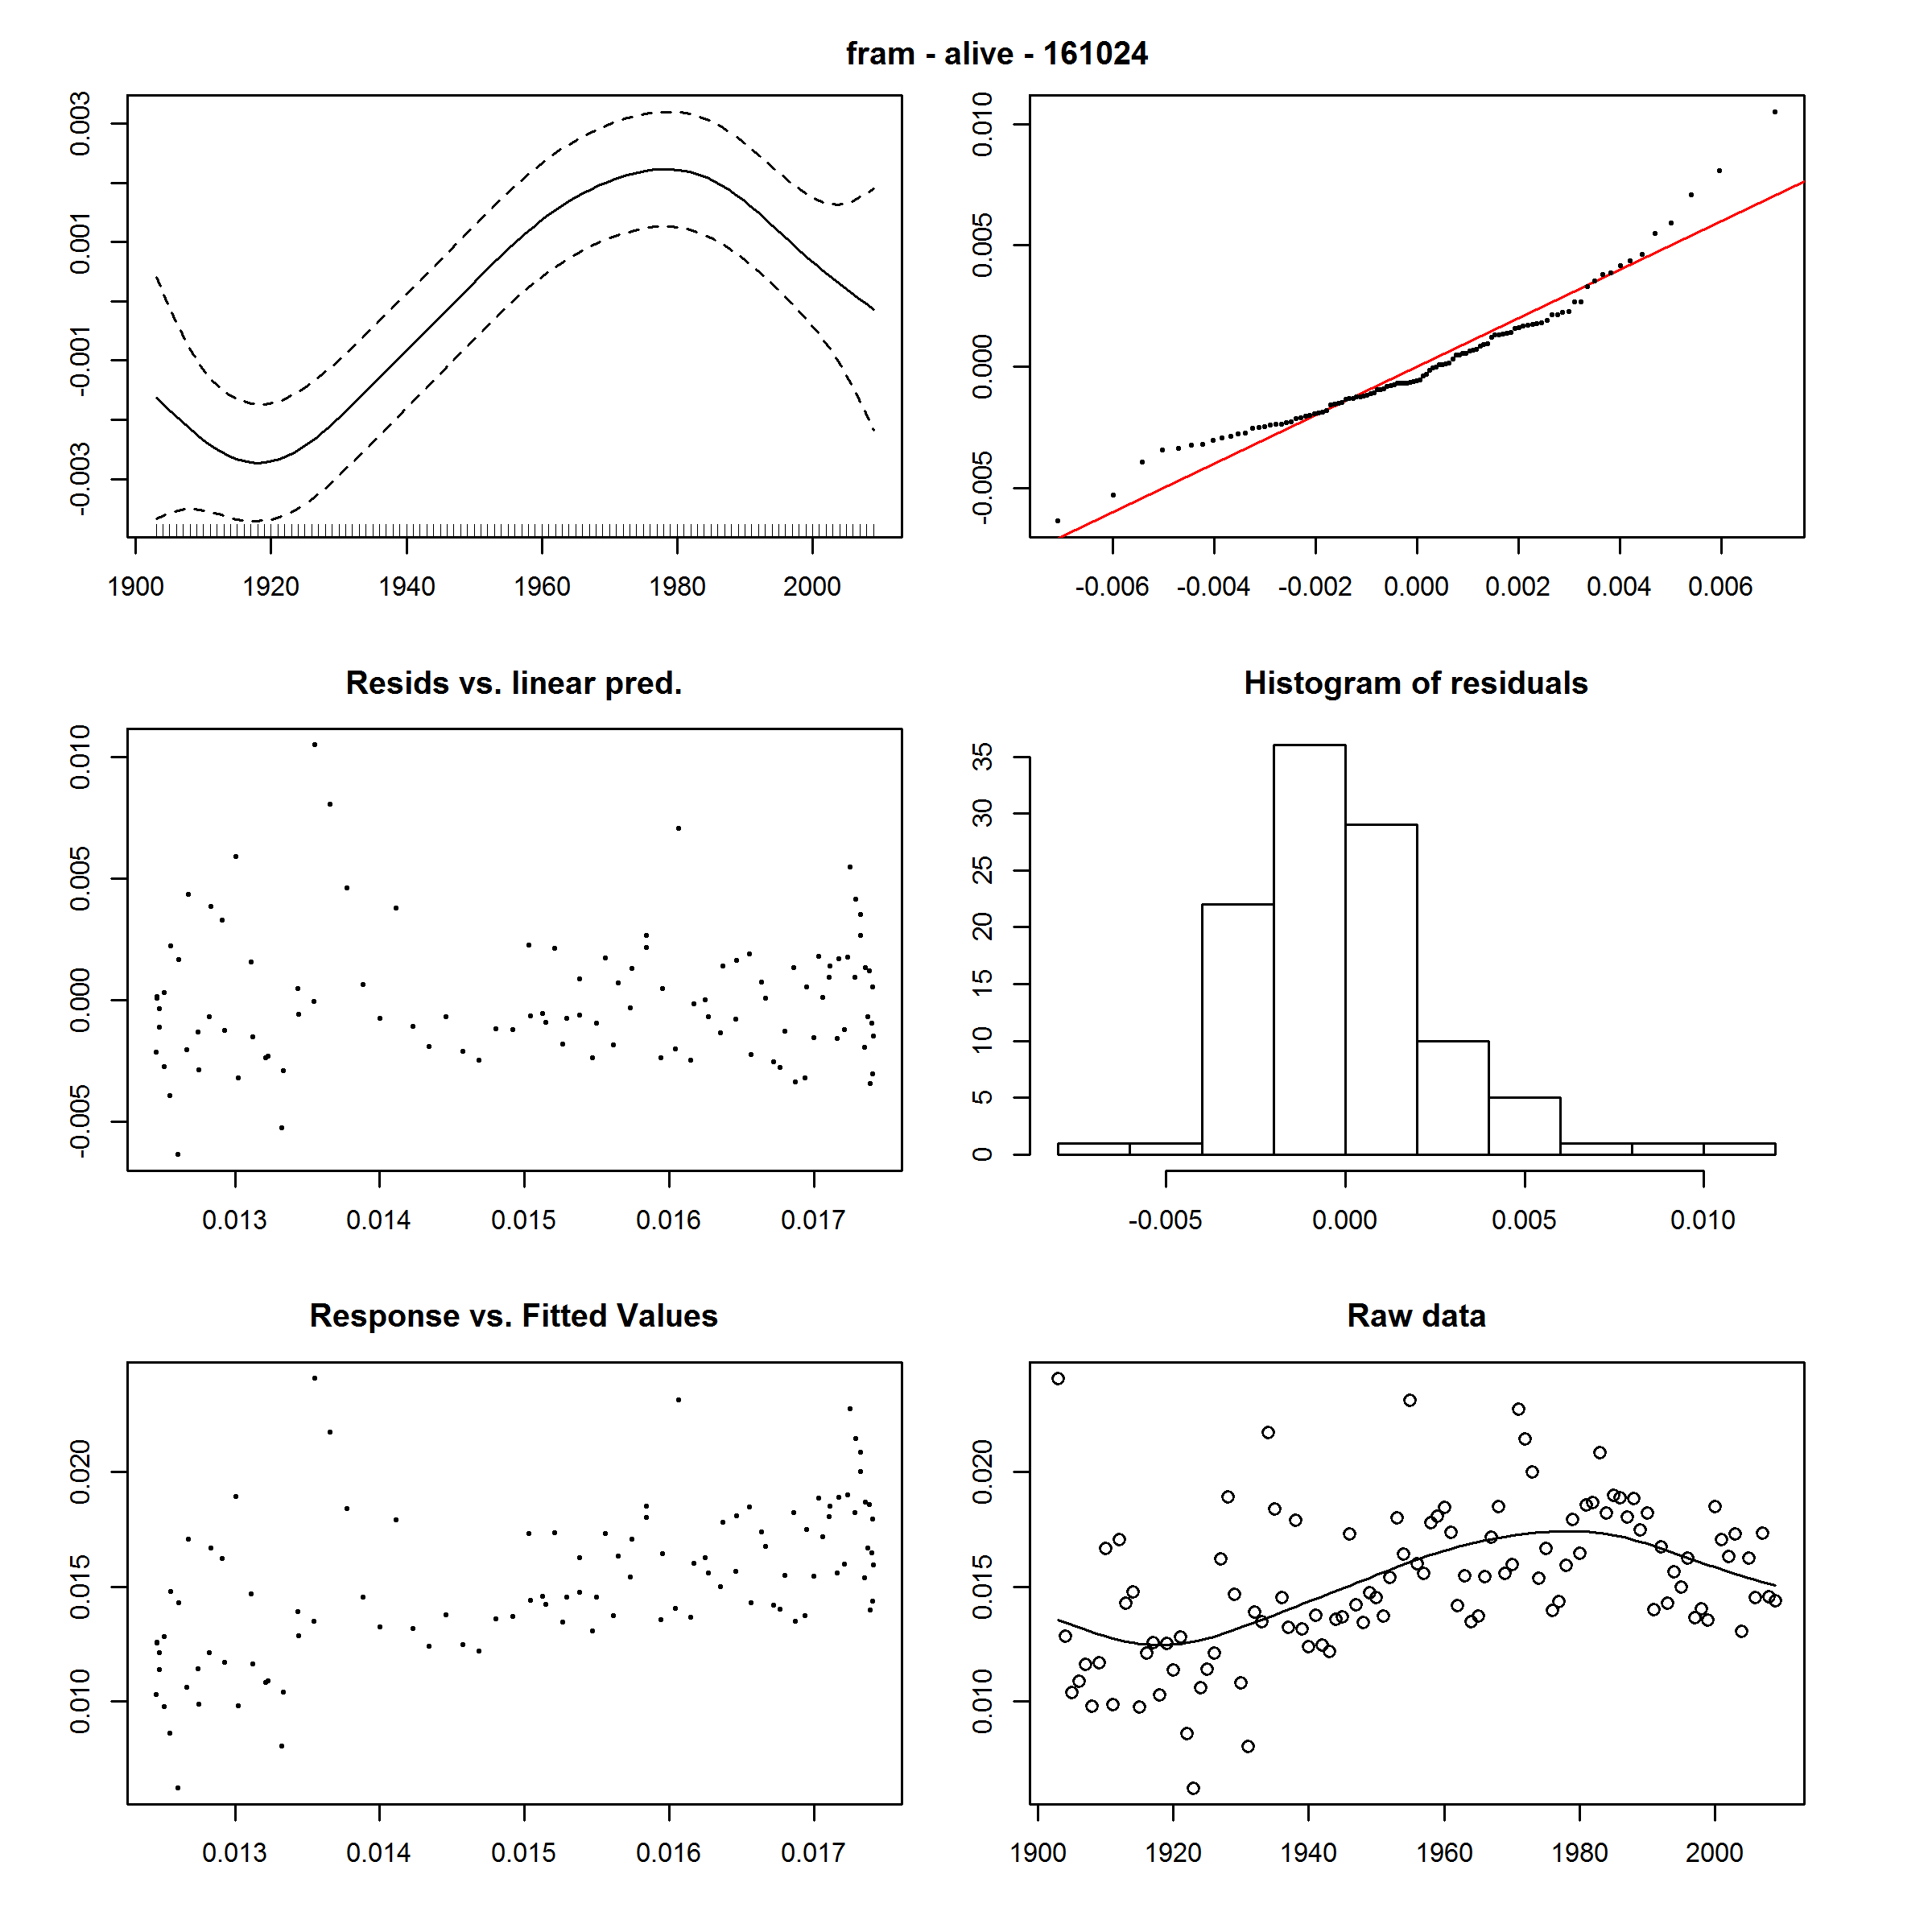 fram - alive - 161024
0.003
0.001
-0.001
-0.003
1900 1920 1940 1960 1980 2000
0.010
0.005
0.000
-0.005
-0.006 -0.004 -0.002 0.000 0.002 0.004 0.006
Resids vs. linear pred.
0.010
0.005
0.000
-0.005
0.013 0.014 0.015 0.016 0.017
Histogram of residuals
35
30
25
20
15
10
5
0
-0.005 0.000 0.005 0.010
Response vs. Fitted Values
0.020
0.015
0.010
0.013 0.014 0.015 0.016 0.017
Raw data
0.020
0.015
0.010
1900 1920 1940 1960 1980 2000